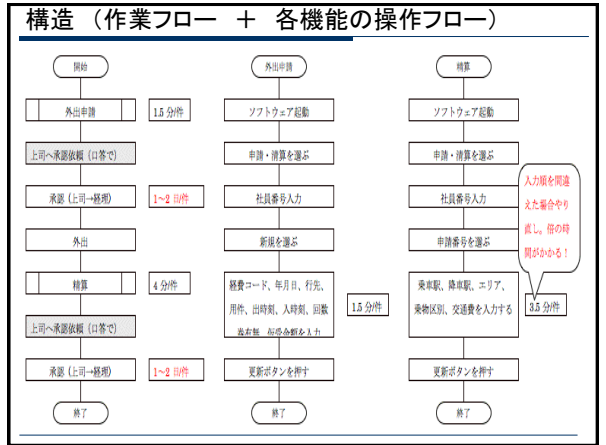 構造 （作業フロー ＋ 各機能の操作フロー）
開始
外出申請
1.5 分/件
上司へ承認依頼（口答で）
承認（上司→経理）
1～2 日/件
外出
精算
4 分/件
上司へ承認依頼（口答で）
承認（上司→経理）
1～2 日/件
終了
外出申請
ソフトウェア起動
申請・清算を選ぶ
社員番号入力
新規を選ぶ
経費コード、年月日、行先、
用件、出時刻、入時刻、回数
券有無、仮受金額を入力
1.5 分/件
更新ボタンを押す
終了
精算
ソフトウェア起動
申請・清算を選ぶ
社員番号入力
申請番号を選ぶ
乗車駅、降車駅、エリア、
乗物区別、交通費を入力する
3.5 分/件
更新ボタンを押す
終了
入力順を間違
えた場合やり
直し。倍の時
間がかかる！